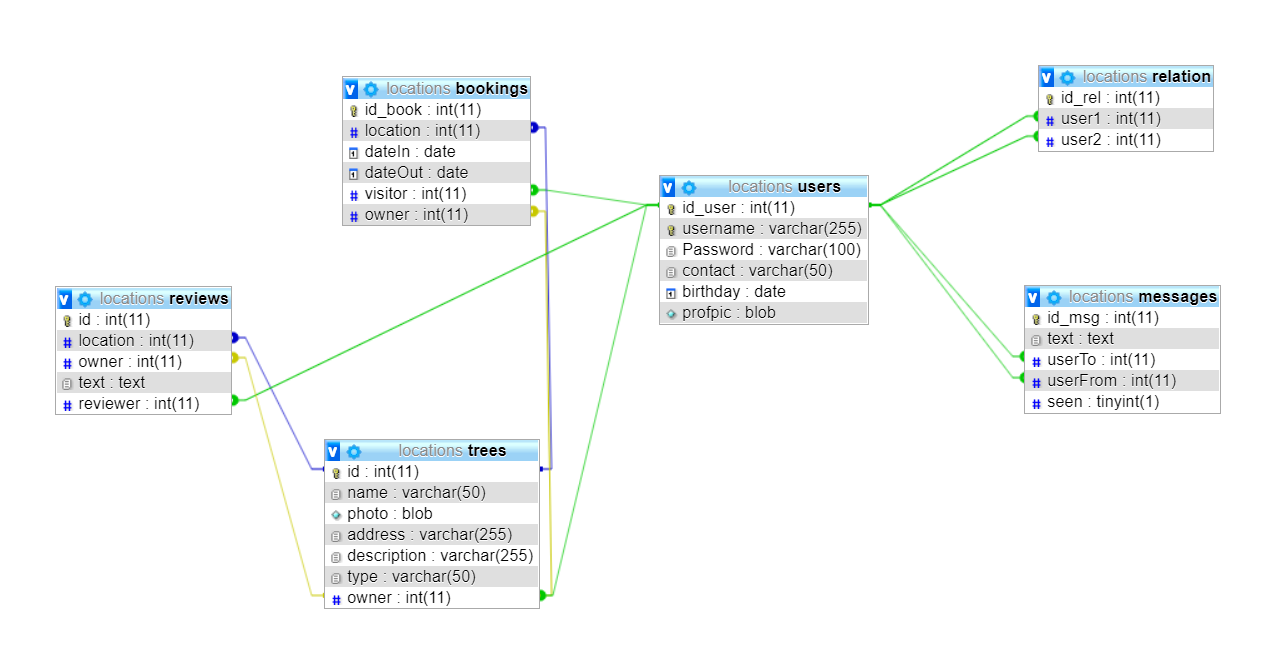 locations bookings
id_book : int(11)
location : int(11)
dateIn : date
dateOut : date
visitor : int(11)
owner : int(11)
locations relation
id_rel : int(11)
user1 : int(11)
user2 : int(11)
locations users
id_user : int(11)
username : varchar(255)
Password : varchar(100)
contact : varchar(50)
birthday : date
profpic : blob
locations reviews
id : int(11)
location : int(11)
owner : int(11)
text : text
reviewer : int(11)
locations messages
id_msg : int(11)
text : text
userTo : int(11)
userFrom : int(11)
seen : tinyint(1)
locations trees
id : int(11)
name : varchar(50)
photo : blob
address : varchar(255)
description : varchar(255)
type : varchar(50)
owner : int(11)